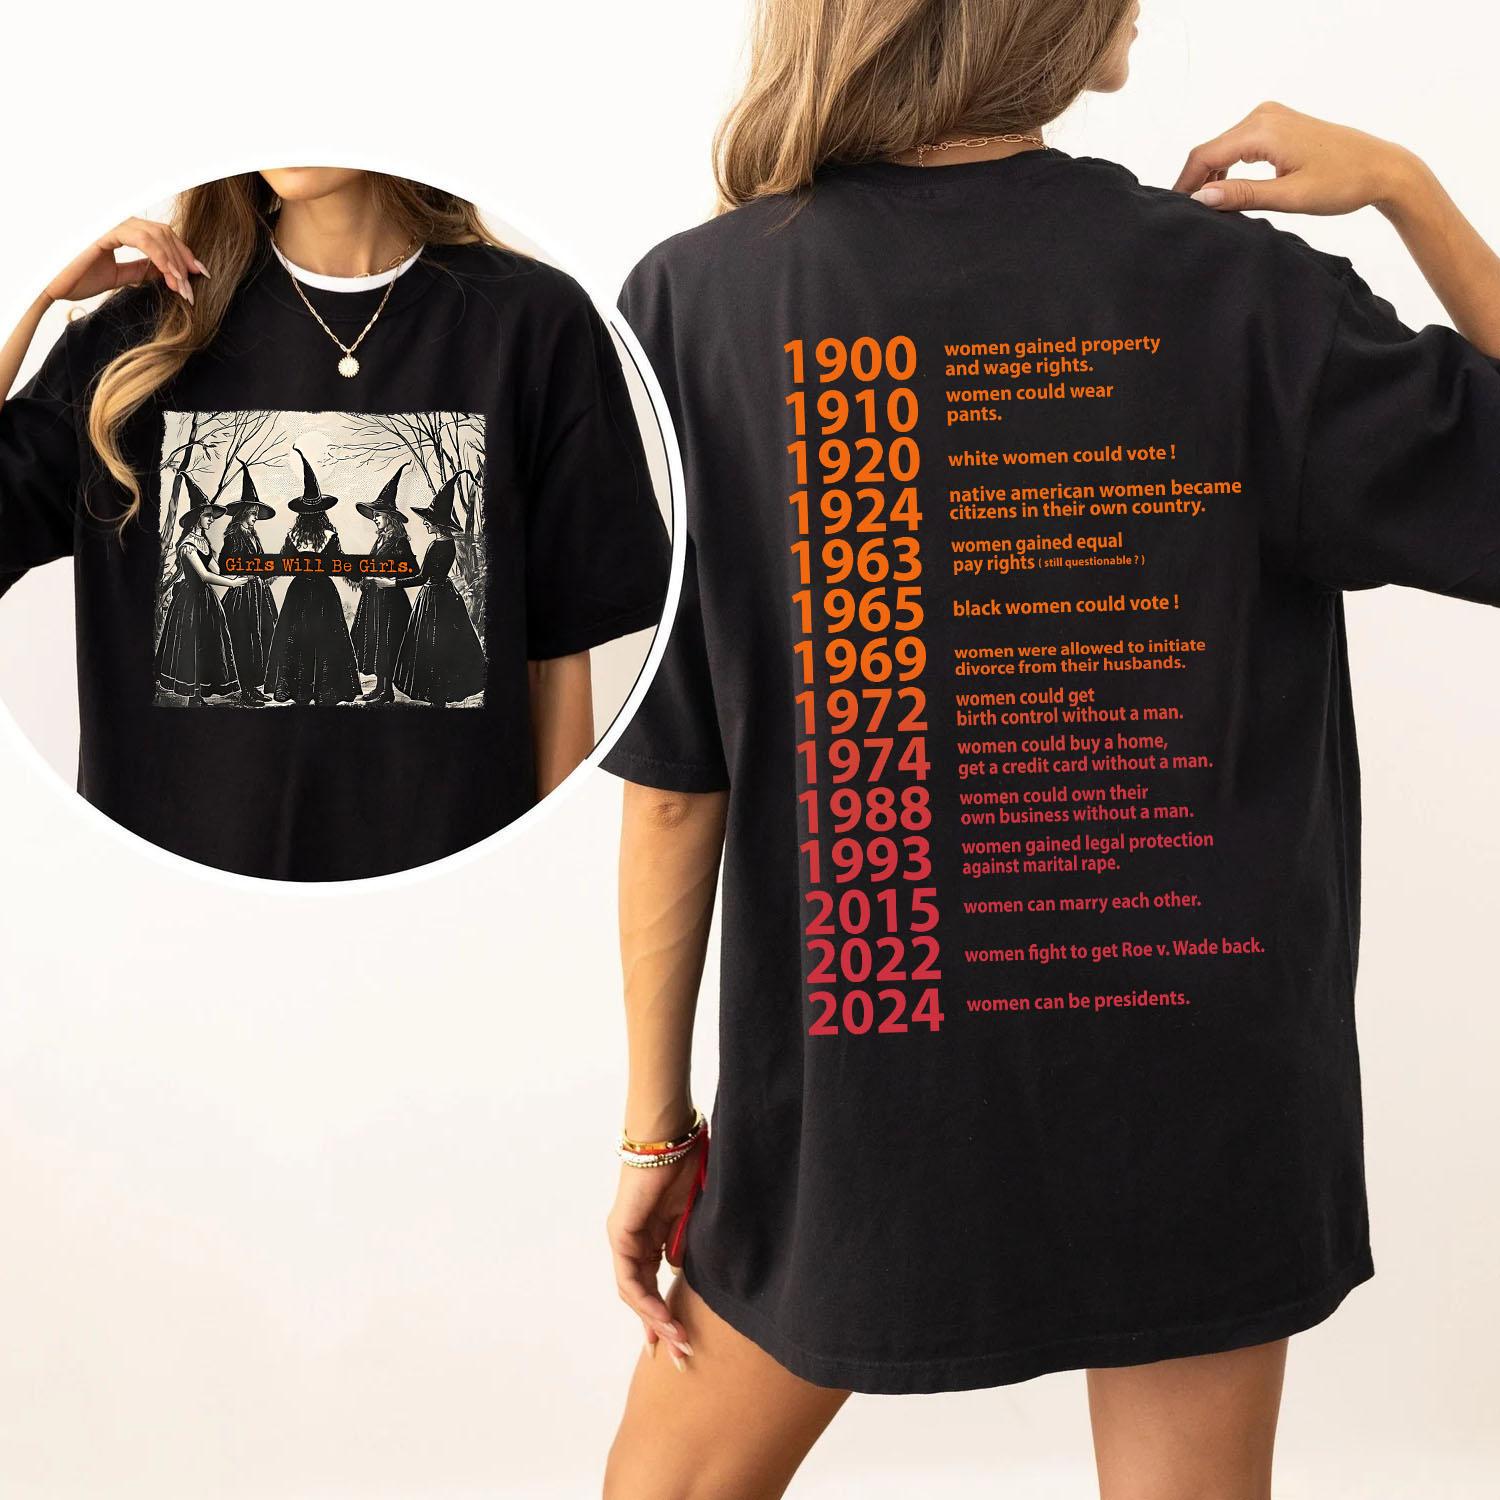 Girls Will Be Girls.
1900 women gained property
and wage rights.
1910 women could wear
pants.
1920 white women could vote !
1924 native american women became
citizens in their own country.
1963 women gained equal
pay rights ( still questionable ? )
1965 black women could vote !
1969 women were allowed to initiate
divorce from their husbands.
1972 women could get
birth control without a man.
1974 women could buy a home,
get a credit card without a man.
1988 women could own their
own business without a man.
1993 women gained legal protection
against marital rape.
2015 women can marry each other.
2022 women fight to get Roe v. Wade back.
2024 women can be presidents.